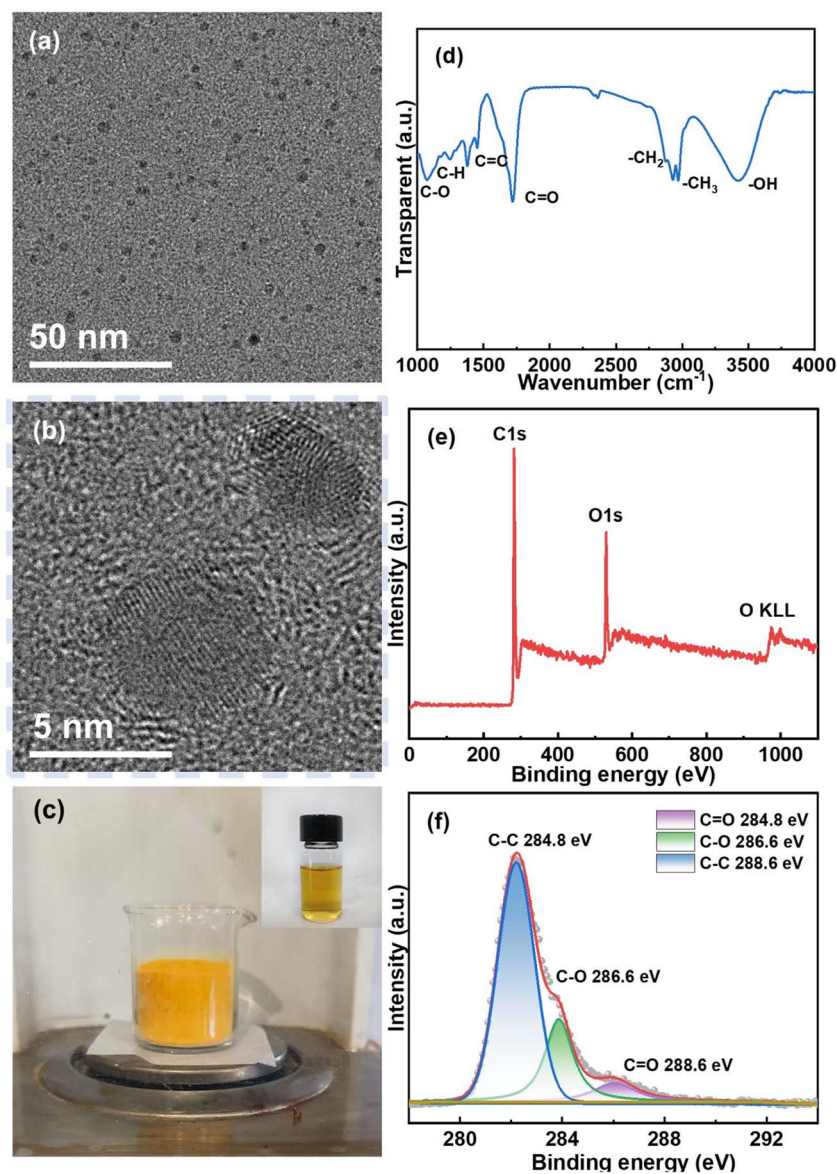 (a)
50 nm
(b)
5 nm
(c)
(d)
Transparent (a.u.)
C-O
C-H
C=C
C=O
-CH2
-CH3
-OH
1000 1500 2000 2500 3000 3500 4000
Wavenumber (cm-1)
(e)
Intensity (a.u.)
C1s
O1s
O KLL
0 200 400 600 800 1000
Binding energy (eV)
(f)
Intensity (a.u.)
C-C 284.8 eV
C-O 286.6 eV
C=O 288.6 eV
C=O 284.8 eV
C-O 286.6 eV
C-C 288.6 eV
280 284 288 292
Binding energy (eV)